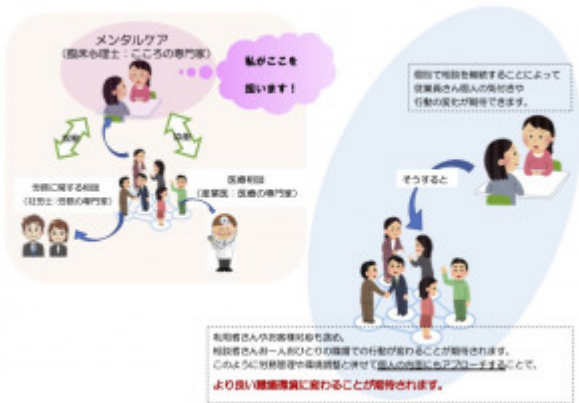 メンタルケア
(臨床心理士:こころの専門家)
私がここを
担います!
労務に関する相談
(社労士:労務の専門家)
医療相談
(産業医:医療の専門家)
個別で相談を継続することによって
従業員さん個人の気付きや
行動の変化が期待できます。
そうすると
利用者さんやお客様対応も含め、
相談者さんお一人おひとりの職場での行動が変わることが期待されます。
このように労務管理や環境調整と併せて個人の内面にもアプローチすることで、
より良い職場環境に変わることが期待されます。